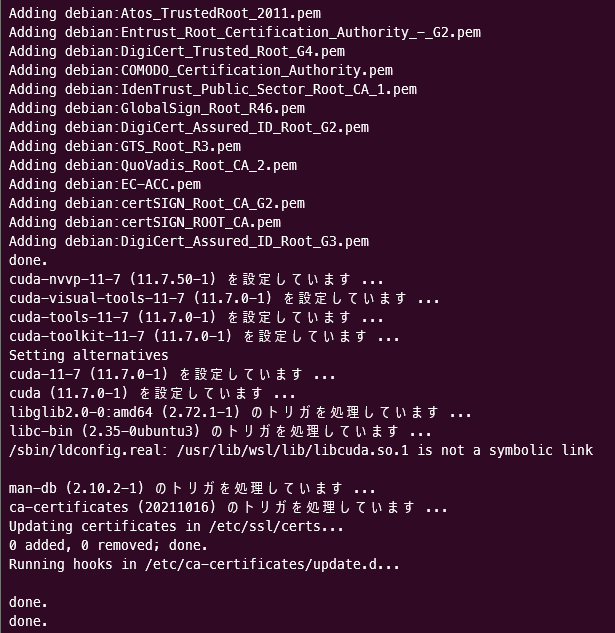 Adding debian:Atos_TrustedRoot_2011.pem
Adding debian:Entrust_Root_Certification_Authority_-_G2.pem
Adding debian:DigiCert_Trusted_Root_G4.pem
Adding debian:COMODO_Certification_Authority.pem
Adding debian:IdenTrust_Public_Sector_Root_CA_1.pem
Adding debian:GlobalSign_Root_R46.pem
Adding debian:DigiCert_Assured_ID_Root_G2.pem
Adding debian:GTS_Root_R3.pem
Adding debian:QuoVadis_Root_CA_2.pem
Adding debian:EC-ACC.pem
Adding debian:certSIGN_Root_CA_G2.pem
Adding debian:certSIGN_ROOT_CA.pem
Adding debian:DigiCert_Assured_ID_Root_G3.pem
done.
cuda-nvvp-11-7 (11.7.50-1) を設定しています ...
cuda-visual-tools-11-7 (11.7.0-1) を設定しています ...
cuda-tools-11-7 (11.7.0-1) を設定しています ...
cuda-toolkit-11-7 (11.7.0-1) を設定しています ...
Setting alternatives
cuda-11-7 (11.7.0-1) を設定しています ...
cuda (11.7.0-1) を設定しています ...
libglib2.0-0:amd64 (2.72.1-1) のトリガを処理しています ...
libc-bin (2.35-0ubuntu3) のトリガを処理しています ...
/sbin/ldconfig.real: /usr/lib/wsl/lib/libcuda.so.1 is not a symbolic link
man-db (2.10.2-1) のトリガを処理しています ...
ca-certificates (20211016) のトリガを処理しています ...
Updating certificates in /etc/ssl/certs...
0 added, 0 removed; done.
Running hooks in /etc/ca-certificates/update.d...
done.
done.